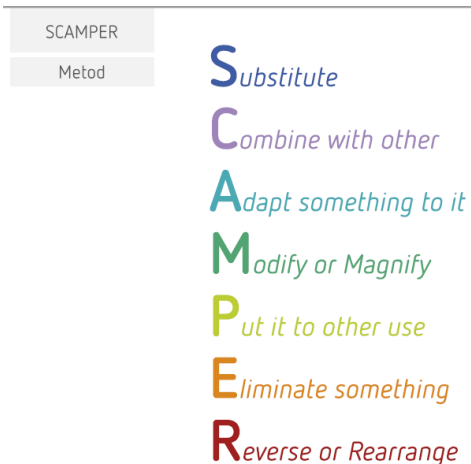 SCAMPER
Metod
Substitute
Combine with other
Adapt something to it
Modify or Magnify
Put it to other use
Eliminate something
Reverse or Rearrange